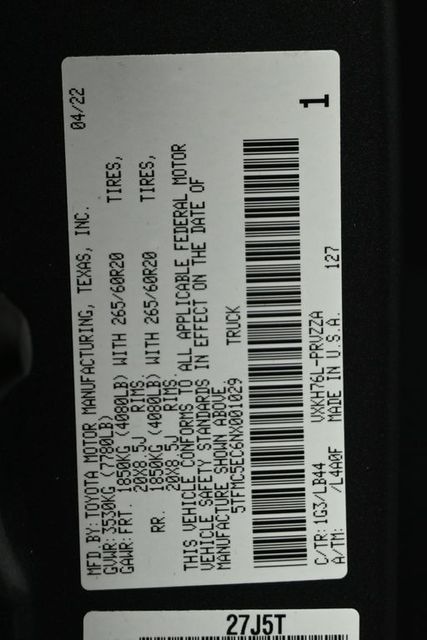 MFD.BY: TOYOTA MOTOR MANUFACTURING, TEXAS, INC. 04/22
GVWR: 3530KG (7780LB)
GAWR: FRT. 1850KG (4080LB) WITH 265/60R20 TIRES,
20X8.5J RIMS
RR. 1850KG (4080LB) WITH 265/60R20 TIRES,
20X8.5J RIMS.
THIS VEHICLE CONFORMS TO ALL APPLICABLE FEDERAL MOTOR
VEHICLE SAFETY STANDARDS IN EFFECT ON THE DATE OF
MANUFACTURE SHOWN ABOVE.
5TFMC5EC6NX001029 TRUCK
1
C/TR: 1G3/LB44 VXKH76L-PRVZZA 127
A/TM: /L4A0F MADE IN U.S.A.
27J5T